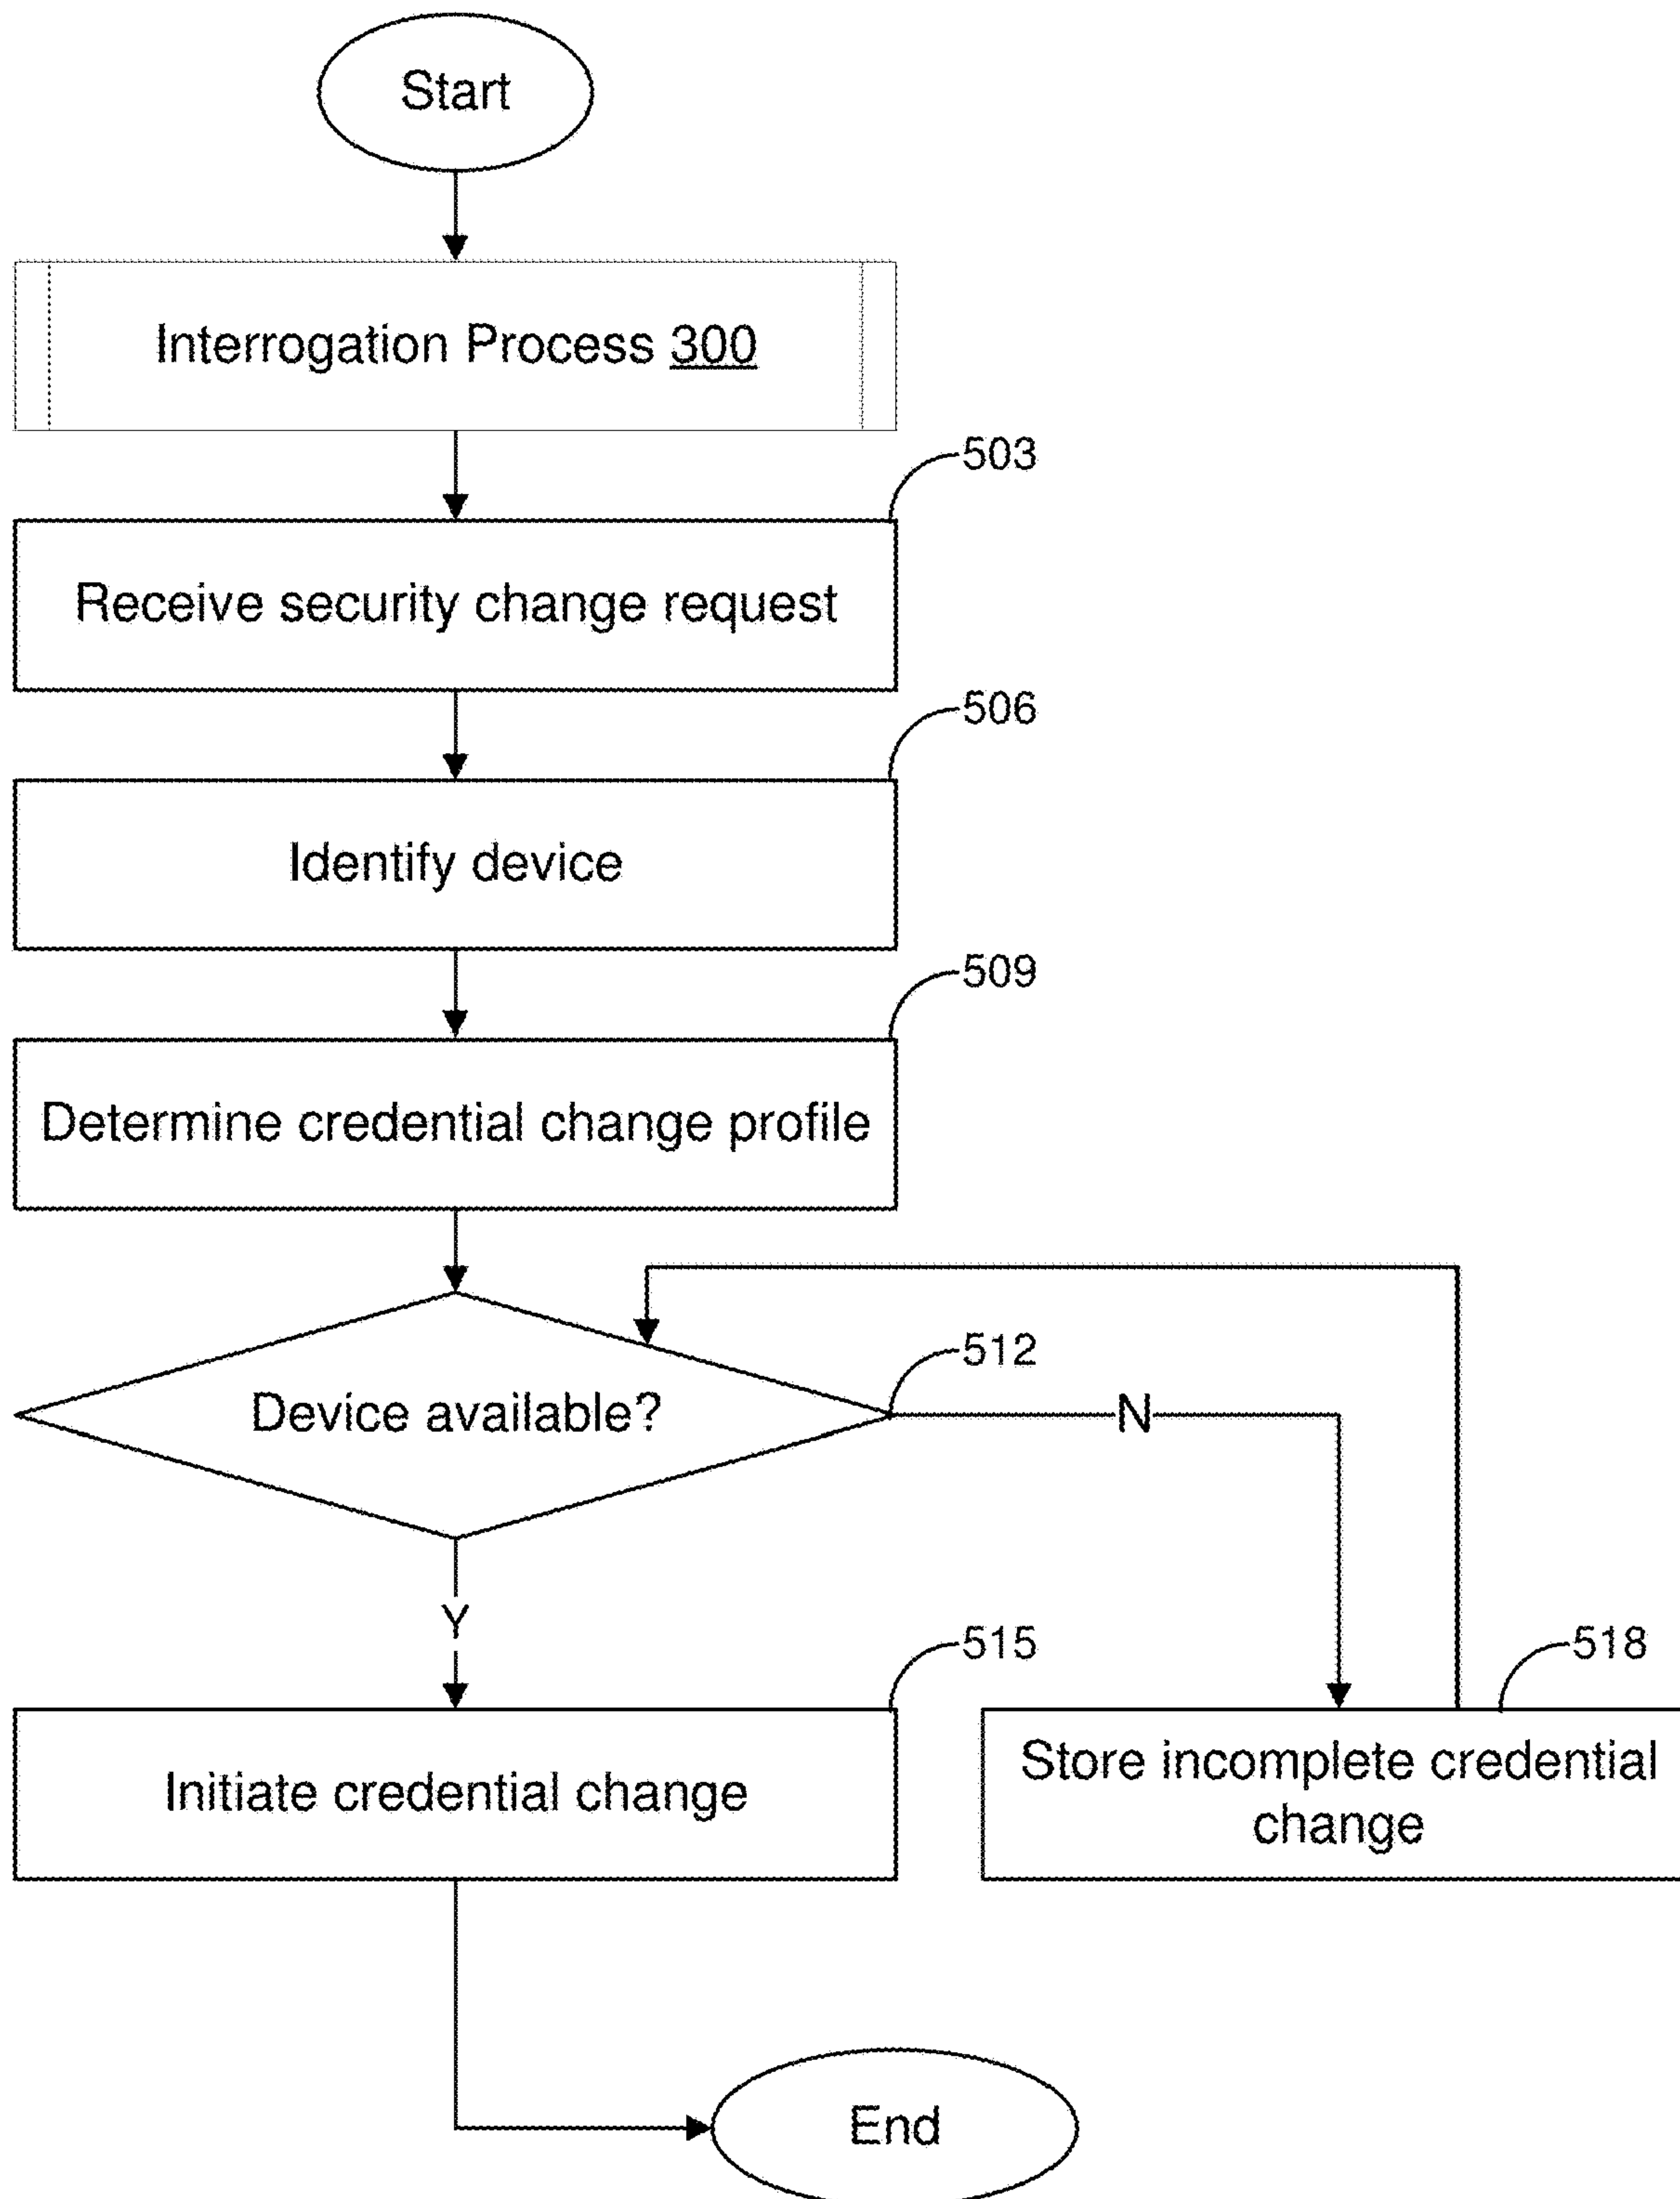 Start
Interrogation Process 300
503
Receive security change request
506
Identify device
509
Determine credential change profile
512
Device available?
N
Y
515
518
Initiate credential change
Store incomplete credential
change
End